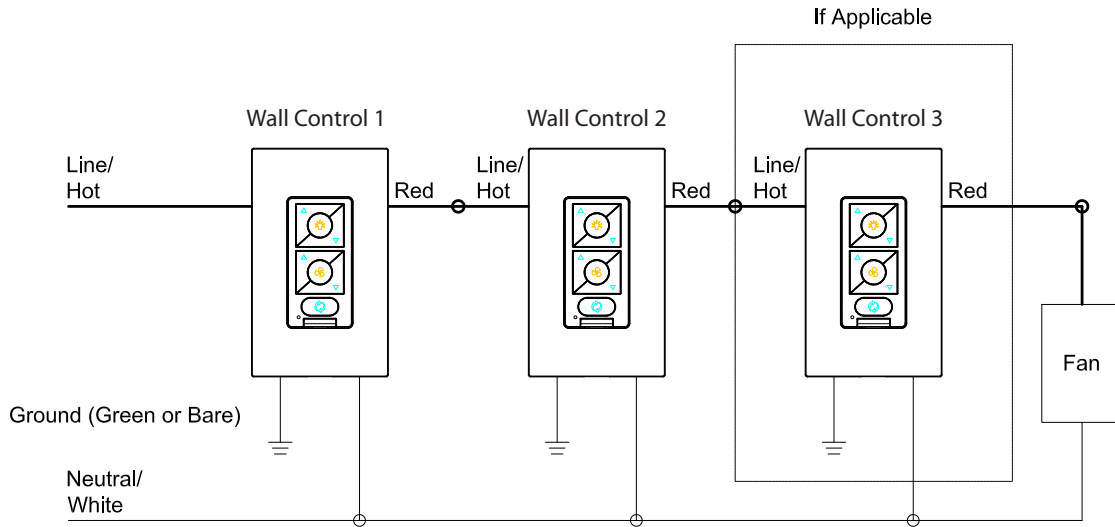 If Applicable
Wall Control 1
Wall Control 2
Wall Control 3
Line/
Hot
Red
Line/
Hot
Red
Line/
Hot
Red
Fan
Ground (Green or Bare)
Neutral/
White